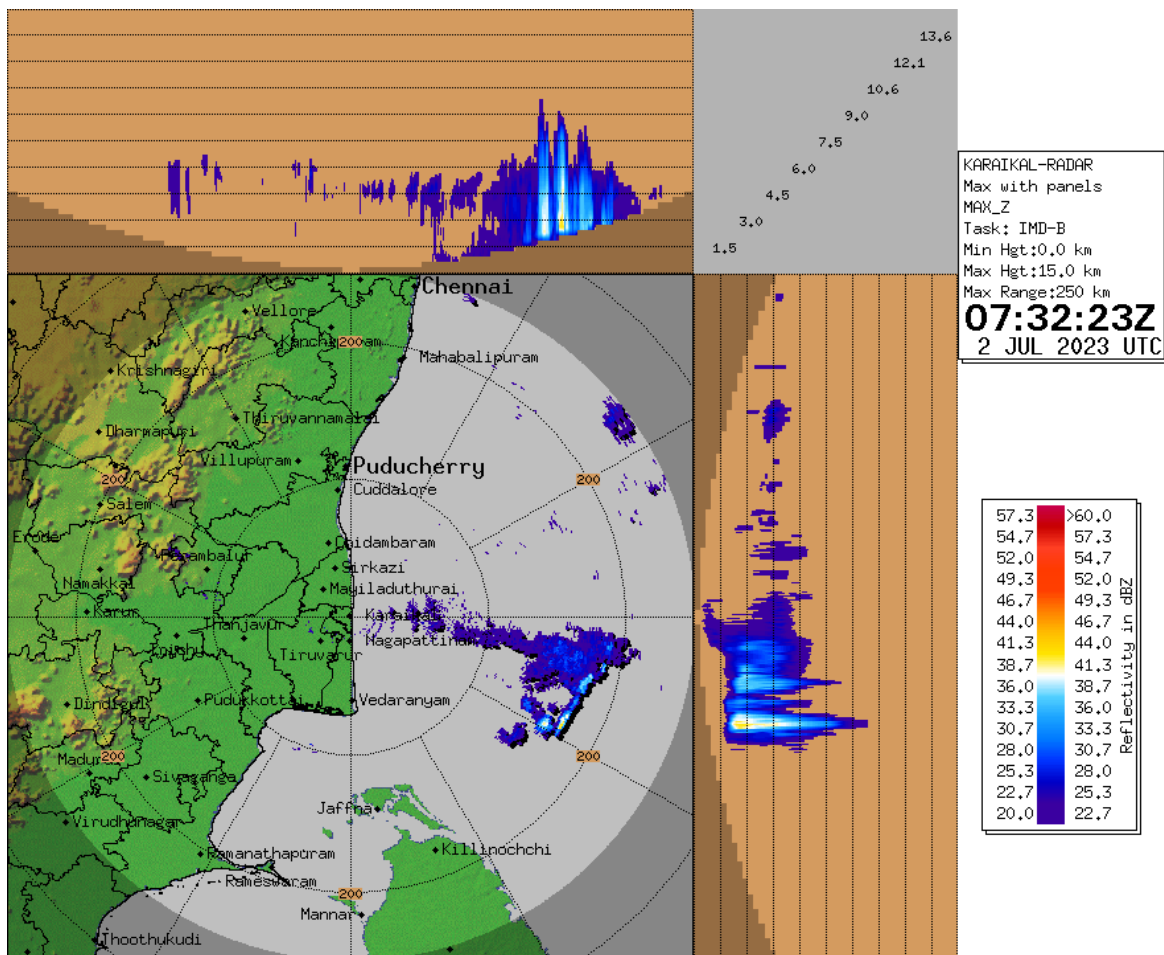 13.6
12.1
10.6
9.0
7.5
6.0
4.5
3.0
1.5
KARAIKAL-RADAR
Max with panels
MAX_Z
Task: IMD-B
Min Hgt:0.0 km
Max Hgt:15.0 km
Max Range:250 km
07:32:23Z
2 JUL 2023 UTC
Chennai
Vellore
200
Mahabalipuram
Krishnagiri
Thiruvannamalai
Dharmapuri
Villupuram
Puducherry
200
200
Cuddalore
Salem
Erode
Chidambaram
Perambalur
Sirkazi
Namakkal
Mayiladuthurai
Karur
Karaikal
Thanjavur
Nagapattinam
Tiruvarur
Pudukkottai
Vedaranyam
Dindigul
200
200
Madurai
Sivaganga
Jaffna
Virudhunagar
Killinochchi
Ramanathapuram
Rameswaram
200
Mannar
Thoothukudi
57.3 >60.0
54.7 57.3
52.0 54.7
49.3 52.0
46.7 49.3
44.0 46.7
41.3 44.0
38.7 41.3
36.0 38.7
33.3 36.0
30.7 33.3
28.0 30.7
25.3 28.0
22.7 25.3
20.0 22.7
Reflectivity in dBZ